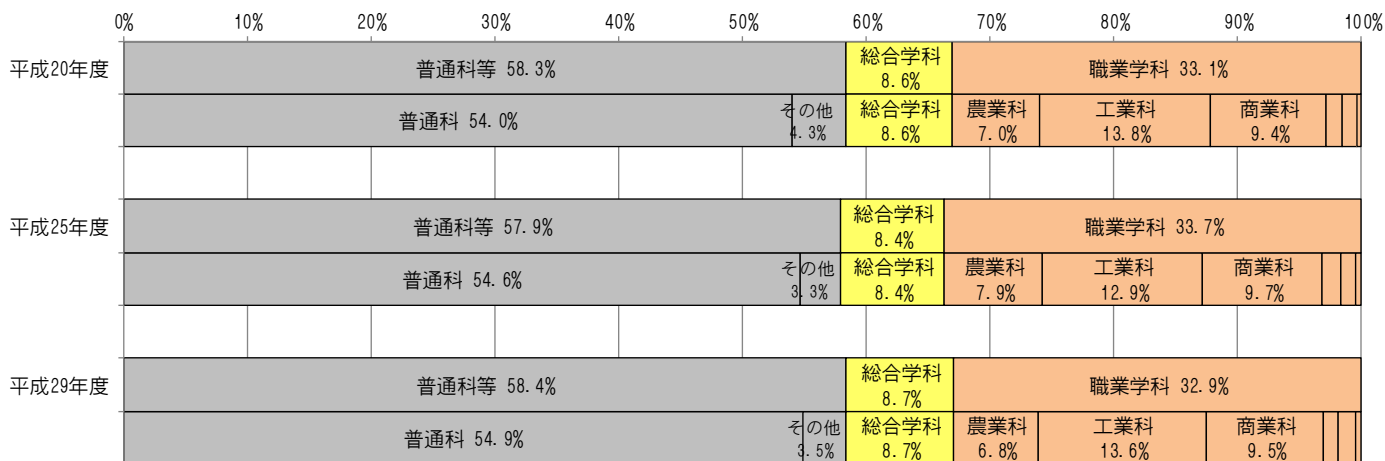 0% 10% 20% 30% 40% 50% 60% 70% 80% 90% 100%
平成20年度
普通科等 58.3%
総合学科
8.6%
職業学科 33.1%
普通科 54.0%
その他
4.3%
総合学科
8.6%
農業科
7.0%
工業科
13.8%
商業科
9.4%
平成25年度
普通科等 57.9%
総合学科
8.4%
職業学科 33.7%
普通科 54.6%
その他
3.3%
総合学科
8.4%
農業科
7.9%
工業科
12.9%
商業科
9.7%
平成29年度
普通科等 58.4%
総合学科
8.7%
職業学科 32.9%
普通科 54.9%
その他
3.5%
総合学科
8.7%
農業科
6.8%
工業科
13.6%
商業科
9.5%